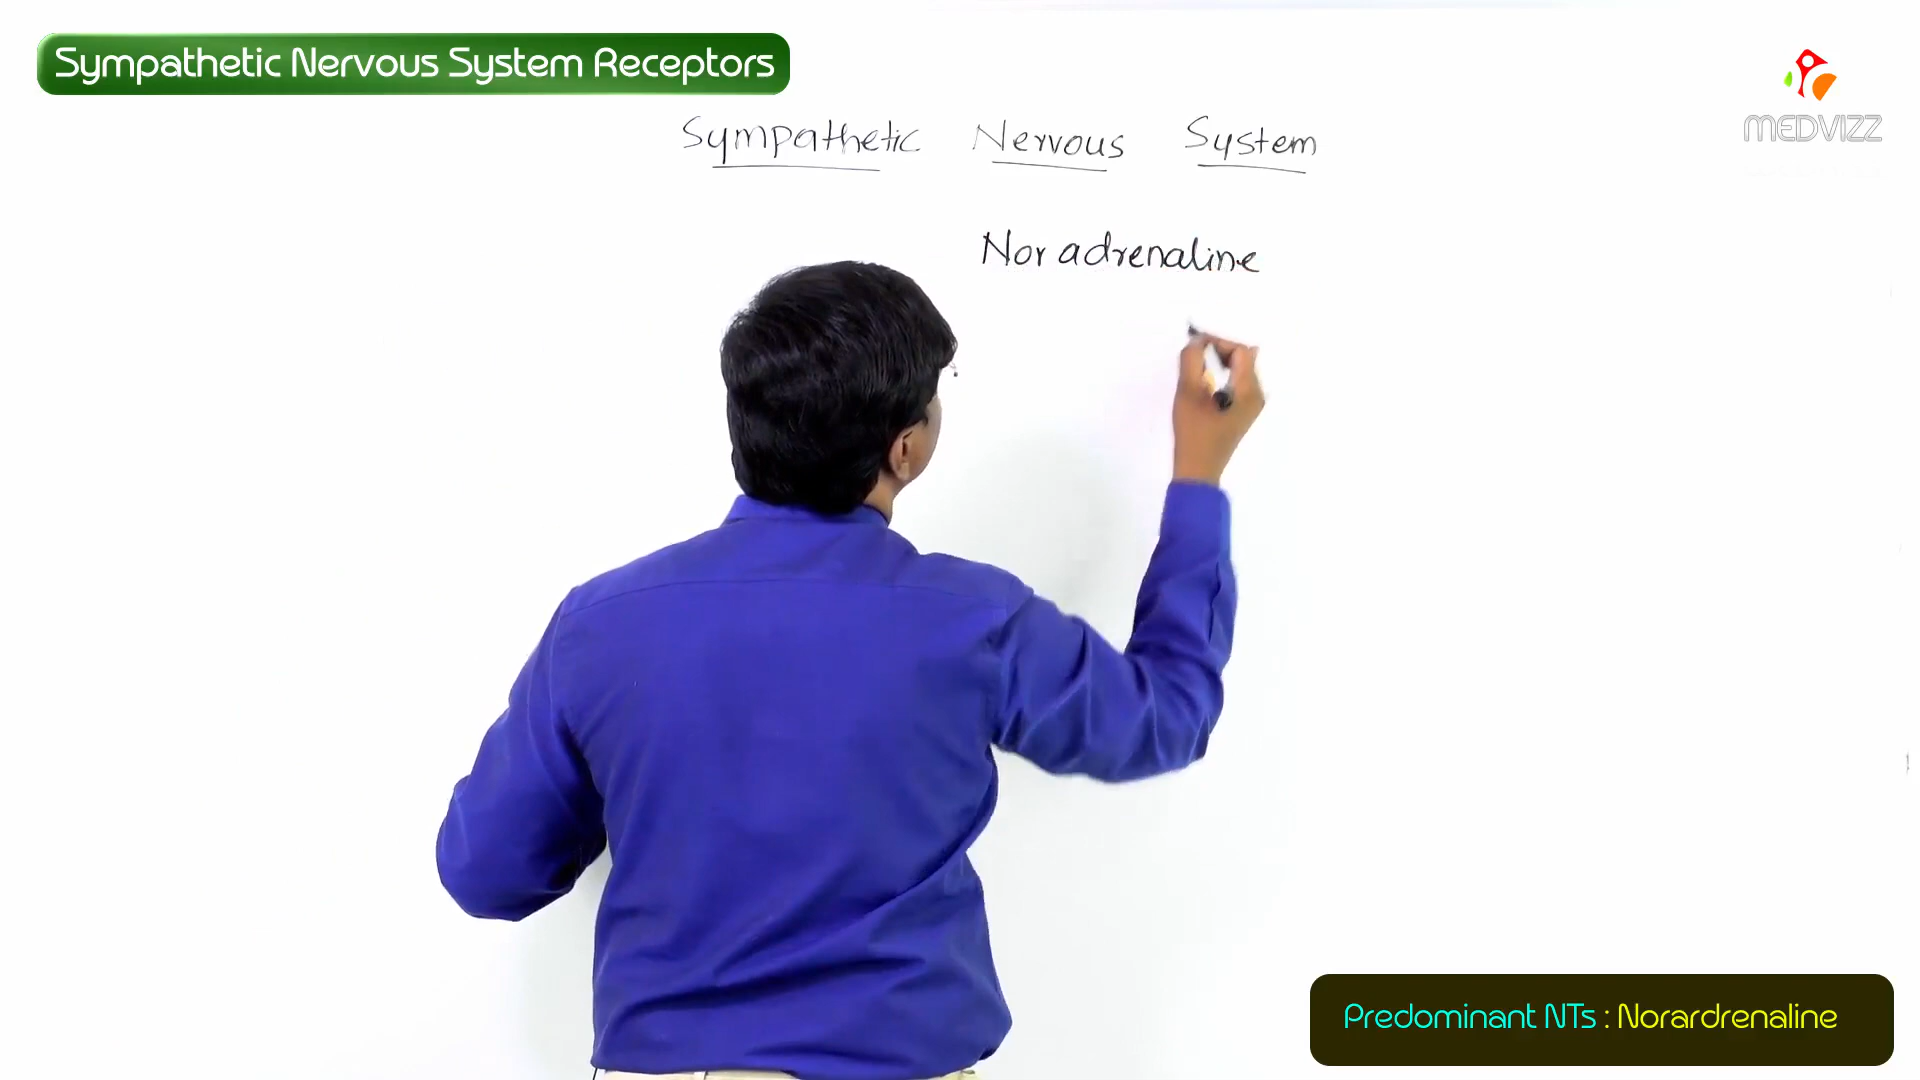 Sympathetic Nervous System Receptors
MEDVIZZ
Sympathetic Nervous System
Nor adrenaline
Predominant NTs : Norardrenaline